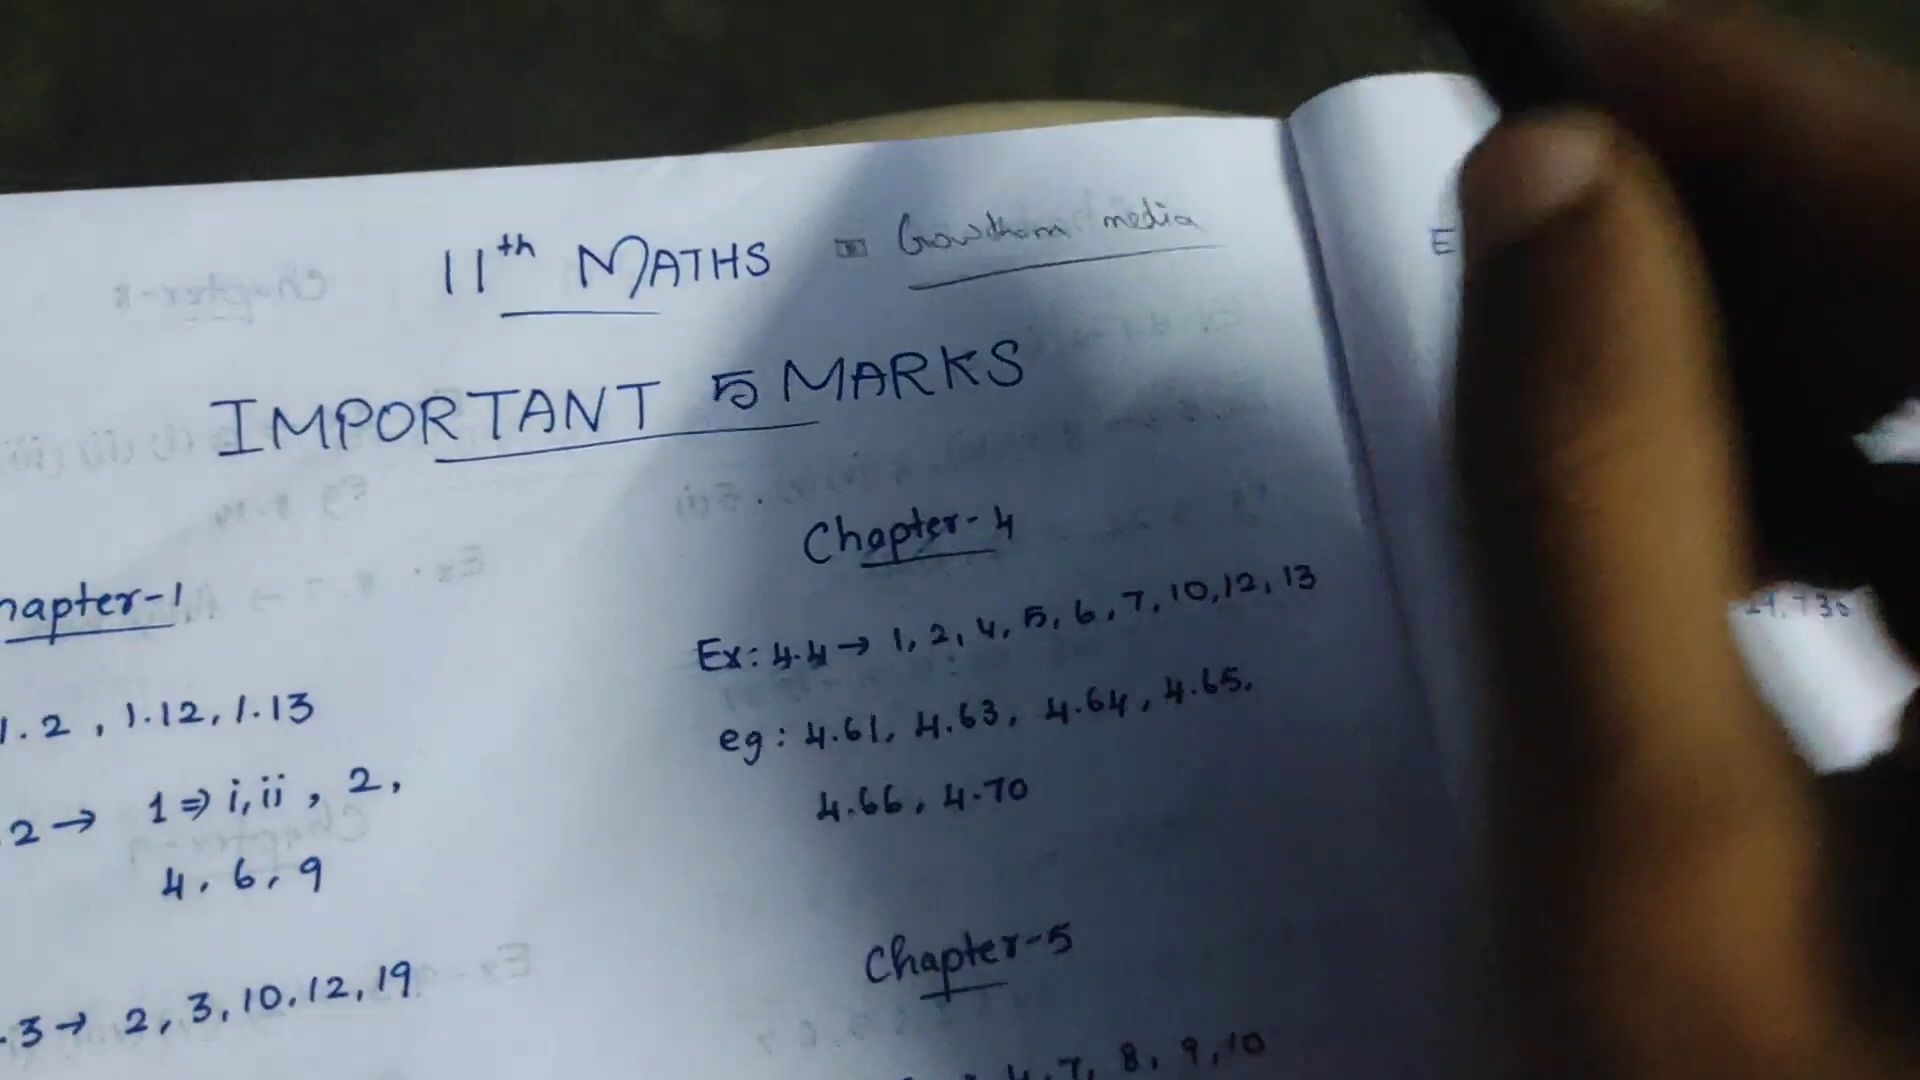 11th MATHS - Gowtham media
IMPORTANT 5 MARKS
hapter-1
1.2, 1.12, 1.13
2 → 1 ⇒ i, ii, 2,
4, 6, 9
.3 → 2, 3, 10, 12, 19
Chapter-4
Ex: 4.4 → 1, 2, 4, 5, 6, 7, 10, 12, 13
eg: 4.61, 4.63, 4.64, 4.65,
4.66, 4.70
Chapter-5
4, 7, 8, 9, 10
E